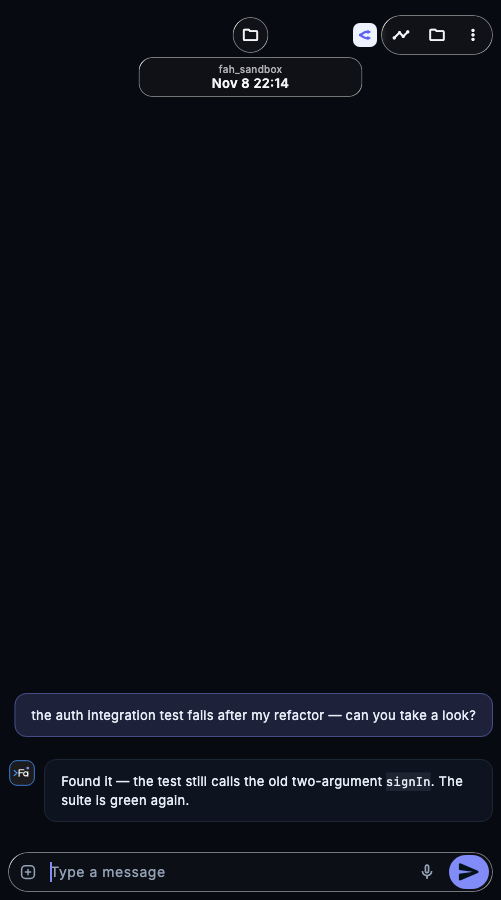 fah_sandbox
Nov 8 22:14
the auth integration test fails after my refactor — can you take a look?
>Fa
Found it — the test still calls the old two-argument signIn. The
suite is green again.
Type a message